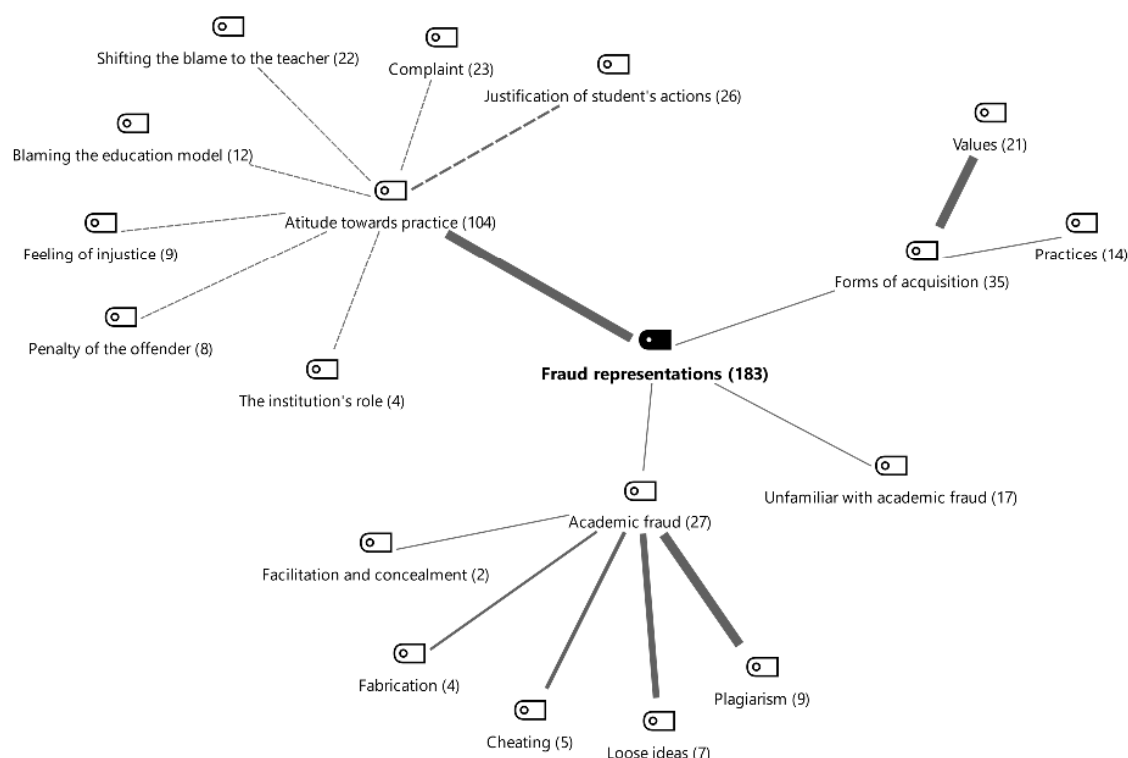 Shifting the blame to the teacher (22)
Complaint (23)
Justification of student's actions (26)
Values (21)
Blaming the education model (12)
Atitude towards practice (104)
Feeling of injustice (9)
Practices (14)
Forms of acquisition (35)
Penalty of the offender (8)
Fraud representations (183)
The institution's role (4)
Unfamiliar with academic fraud (17)
Academic fraud (27)
Facilitation and concealment (2)
Fabrication (4)
Plagiarism (9)
Cheating (5)
Loose ideas (7)